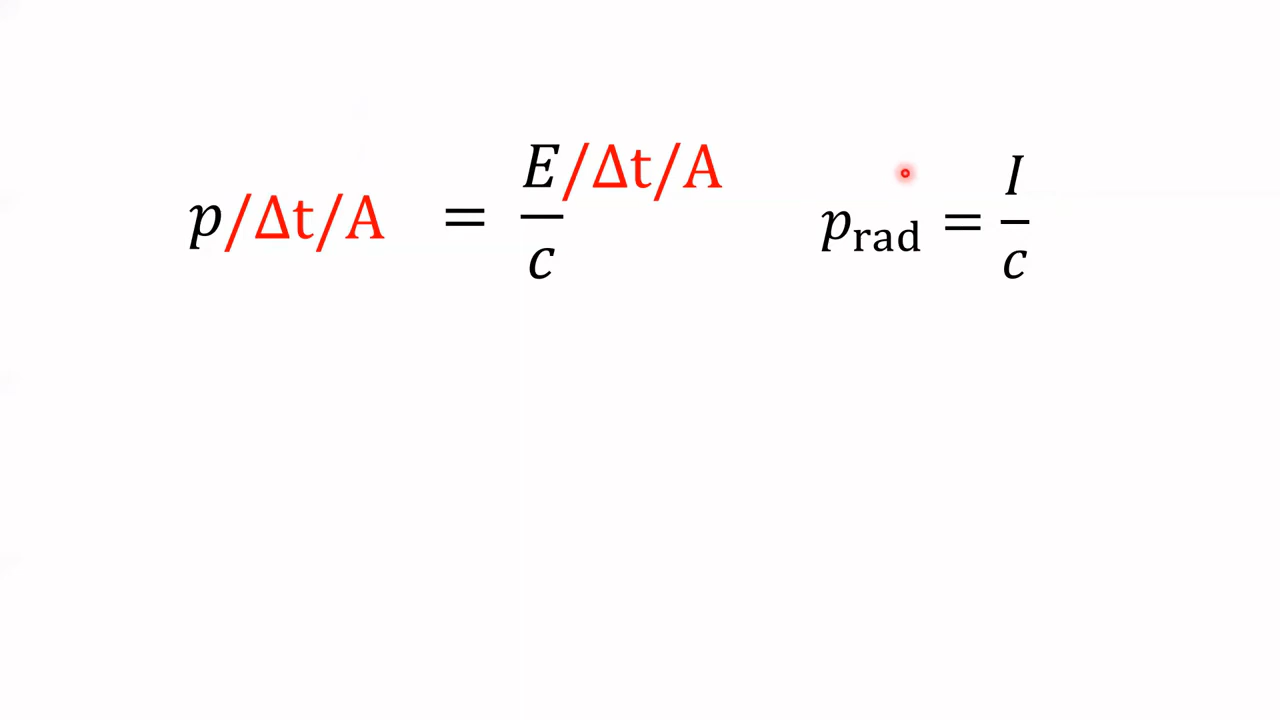 p/Δt/A = E/Δt/A / c
p_rad = I / c